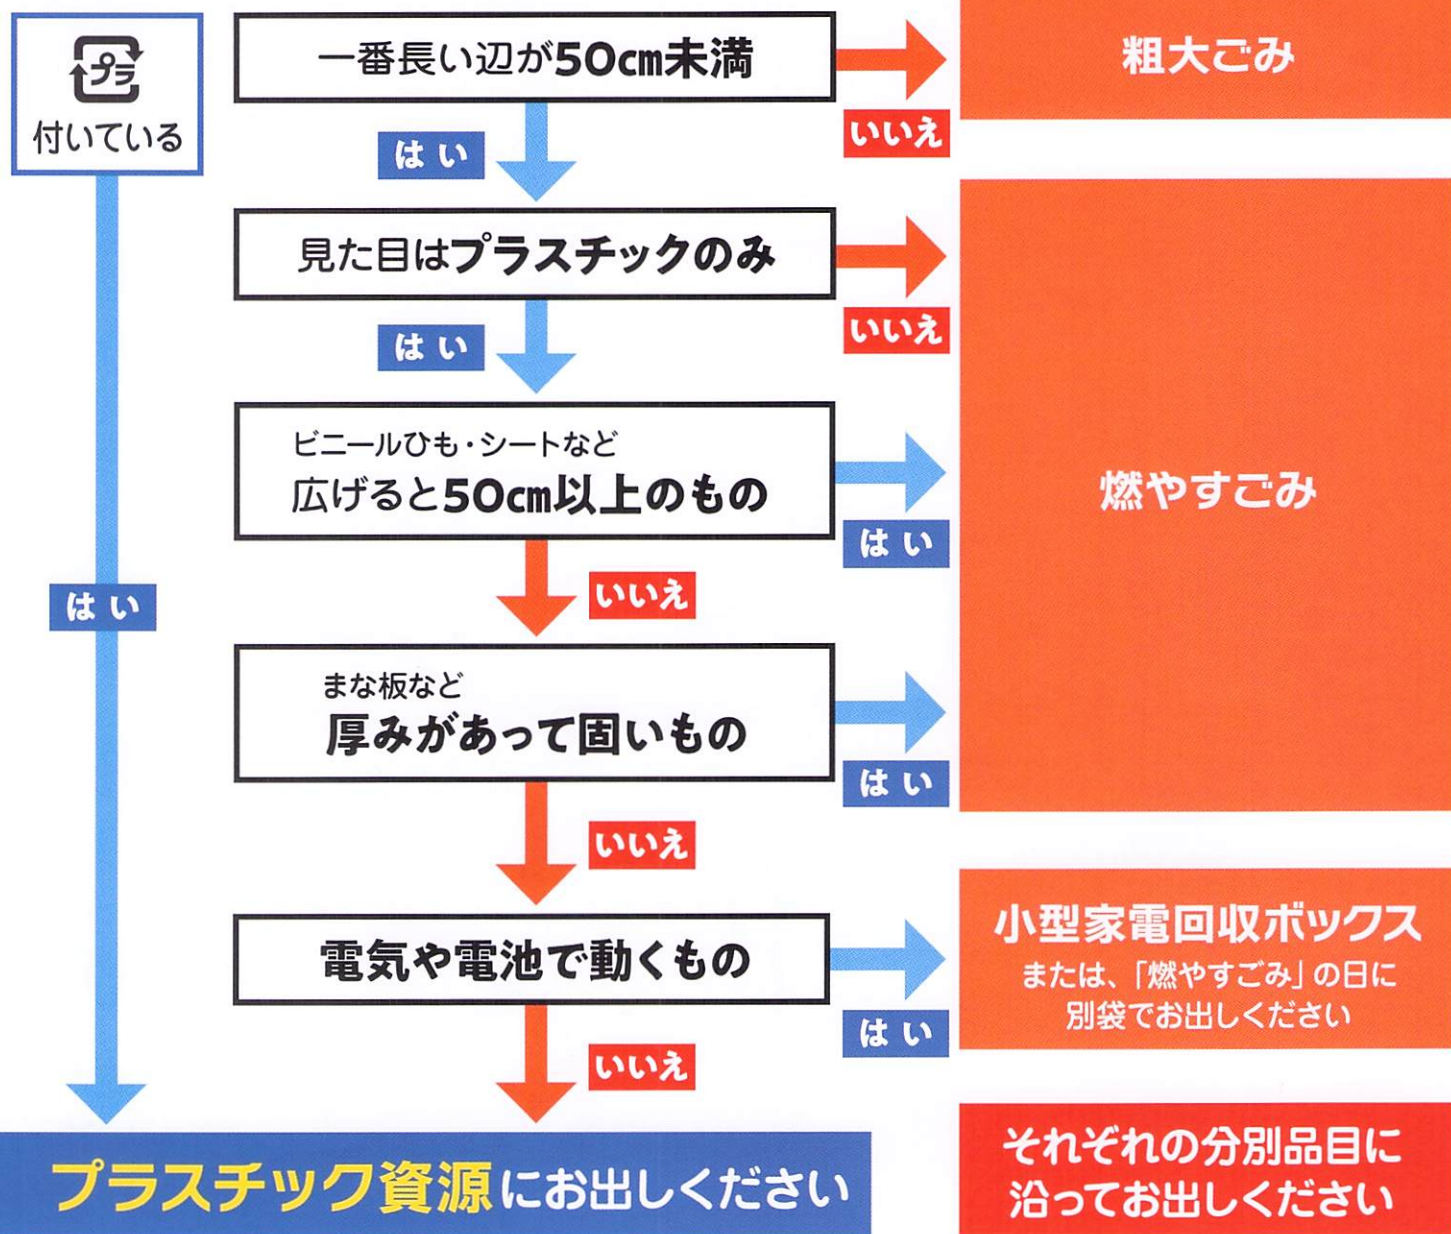 プラ
付いている
一番長い辺が50cm未満
いいえ
粗大ごみ
はい
見た目はプラスチックのみ
いいえ
はい
ビニールひも・シートなど
広げると50cm以上のもの
はい
燃やすごみ
いいえ
はい
まな板など
厚みがあって固いもの
はい
いいえ
電気や電池で動くもの
はい
小型家電回収ボックス
または、「燃やすごみ」の日に
別袋でお出しください
いいえ
プラスチック資源にお出しください
それぞれの分別品目に
沿ってお出しください